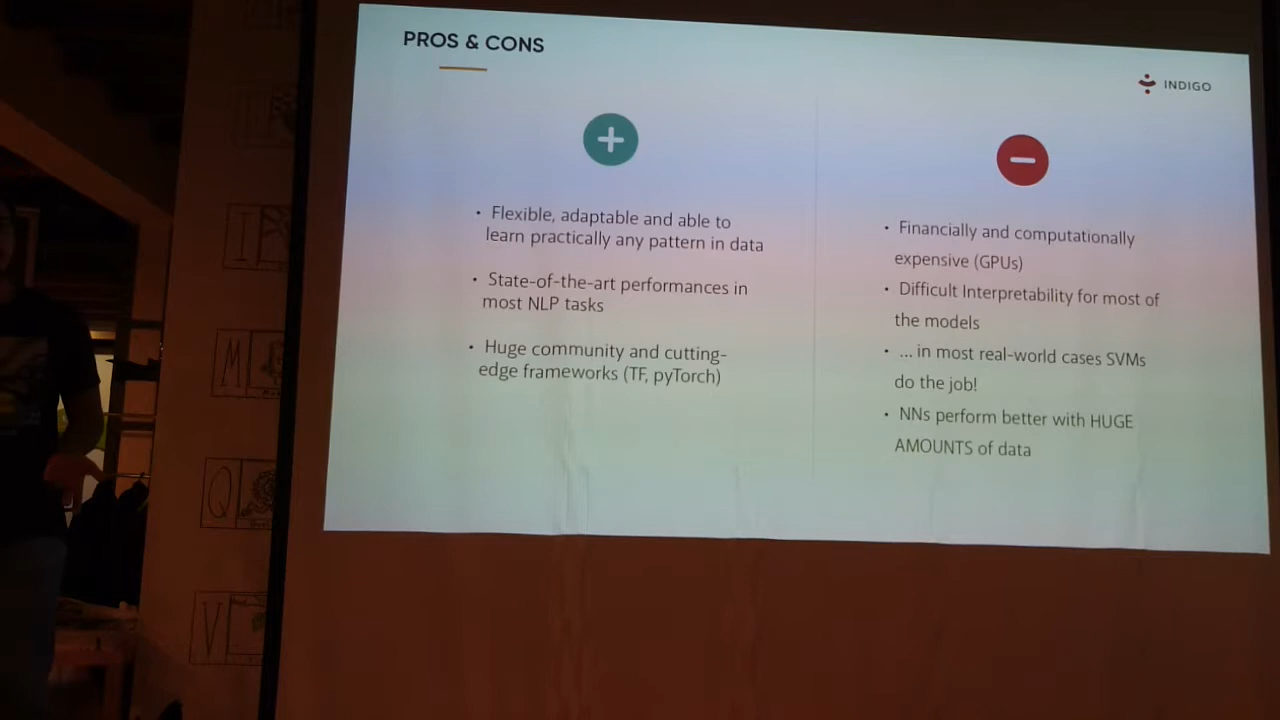 PROS & CONS
INDIGO
• Flexible, adaptable and able to
learn practically any pattern in data
• State-of-the-art performances in
most NLP tasks
• Huge community and cutting-
edge frameworks (TF, pyTorch)
• Financially and computationally
expensive (GPUs)
• Difficult Interpretability for most of
the models
• ... in most real-world cases SVMs
do the job!
• NNs perform better with HUGE
AMOUNTS of data
I
M
Q
V